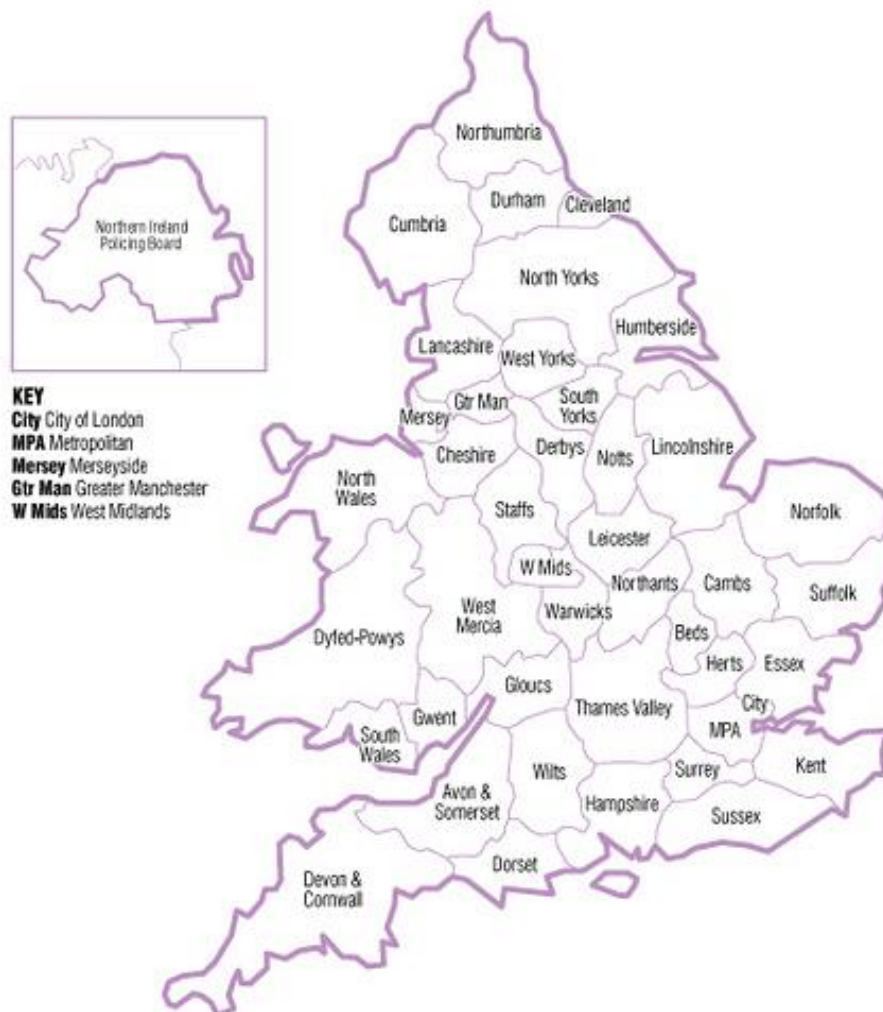 Northumbria
Durham
Cleveland
Cumbria
Northern Ireland
Policing Board
North Yorks
Humberside
Lancashire
West Yorks
KEY
City City of London
MPA Metropolitan
Mersey Merseyside
Gtr Man Greater Manchester
W Mids West Midlands
Mersey
Gtr Man
South
Yorks
Cheshire
Derbys
Notts
Lincolnshire
North
Wales
Staffs
Leicester
Norfolk
W Mids
Northants
Cambs
Suffolk
West
Mercia
Warwicks
Dyfed-Powys
Beds
Herts
Essex
Gloucs
Gwent
Thames Valley
City
South
Wales
MPA
Wilts
Surrey
Kent
Avon &
Somerset
Hampshire
Sussex
Dorset
Devon &
Cornwall